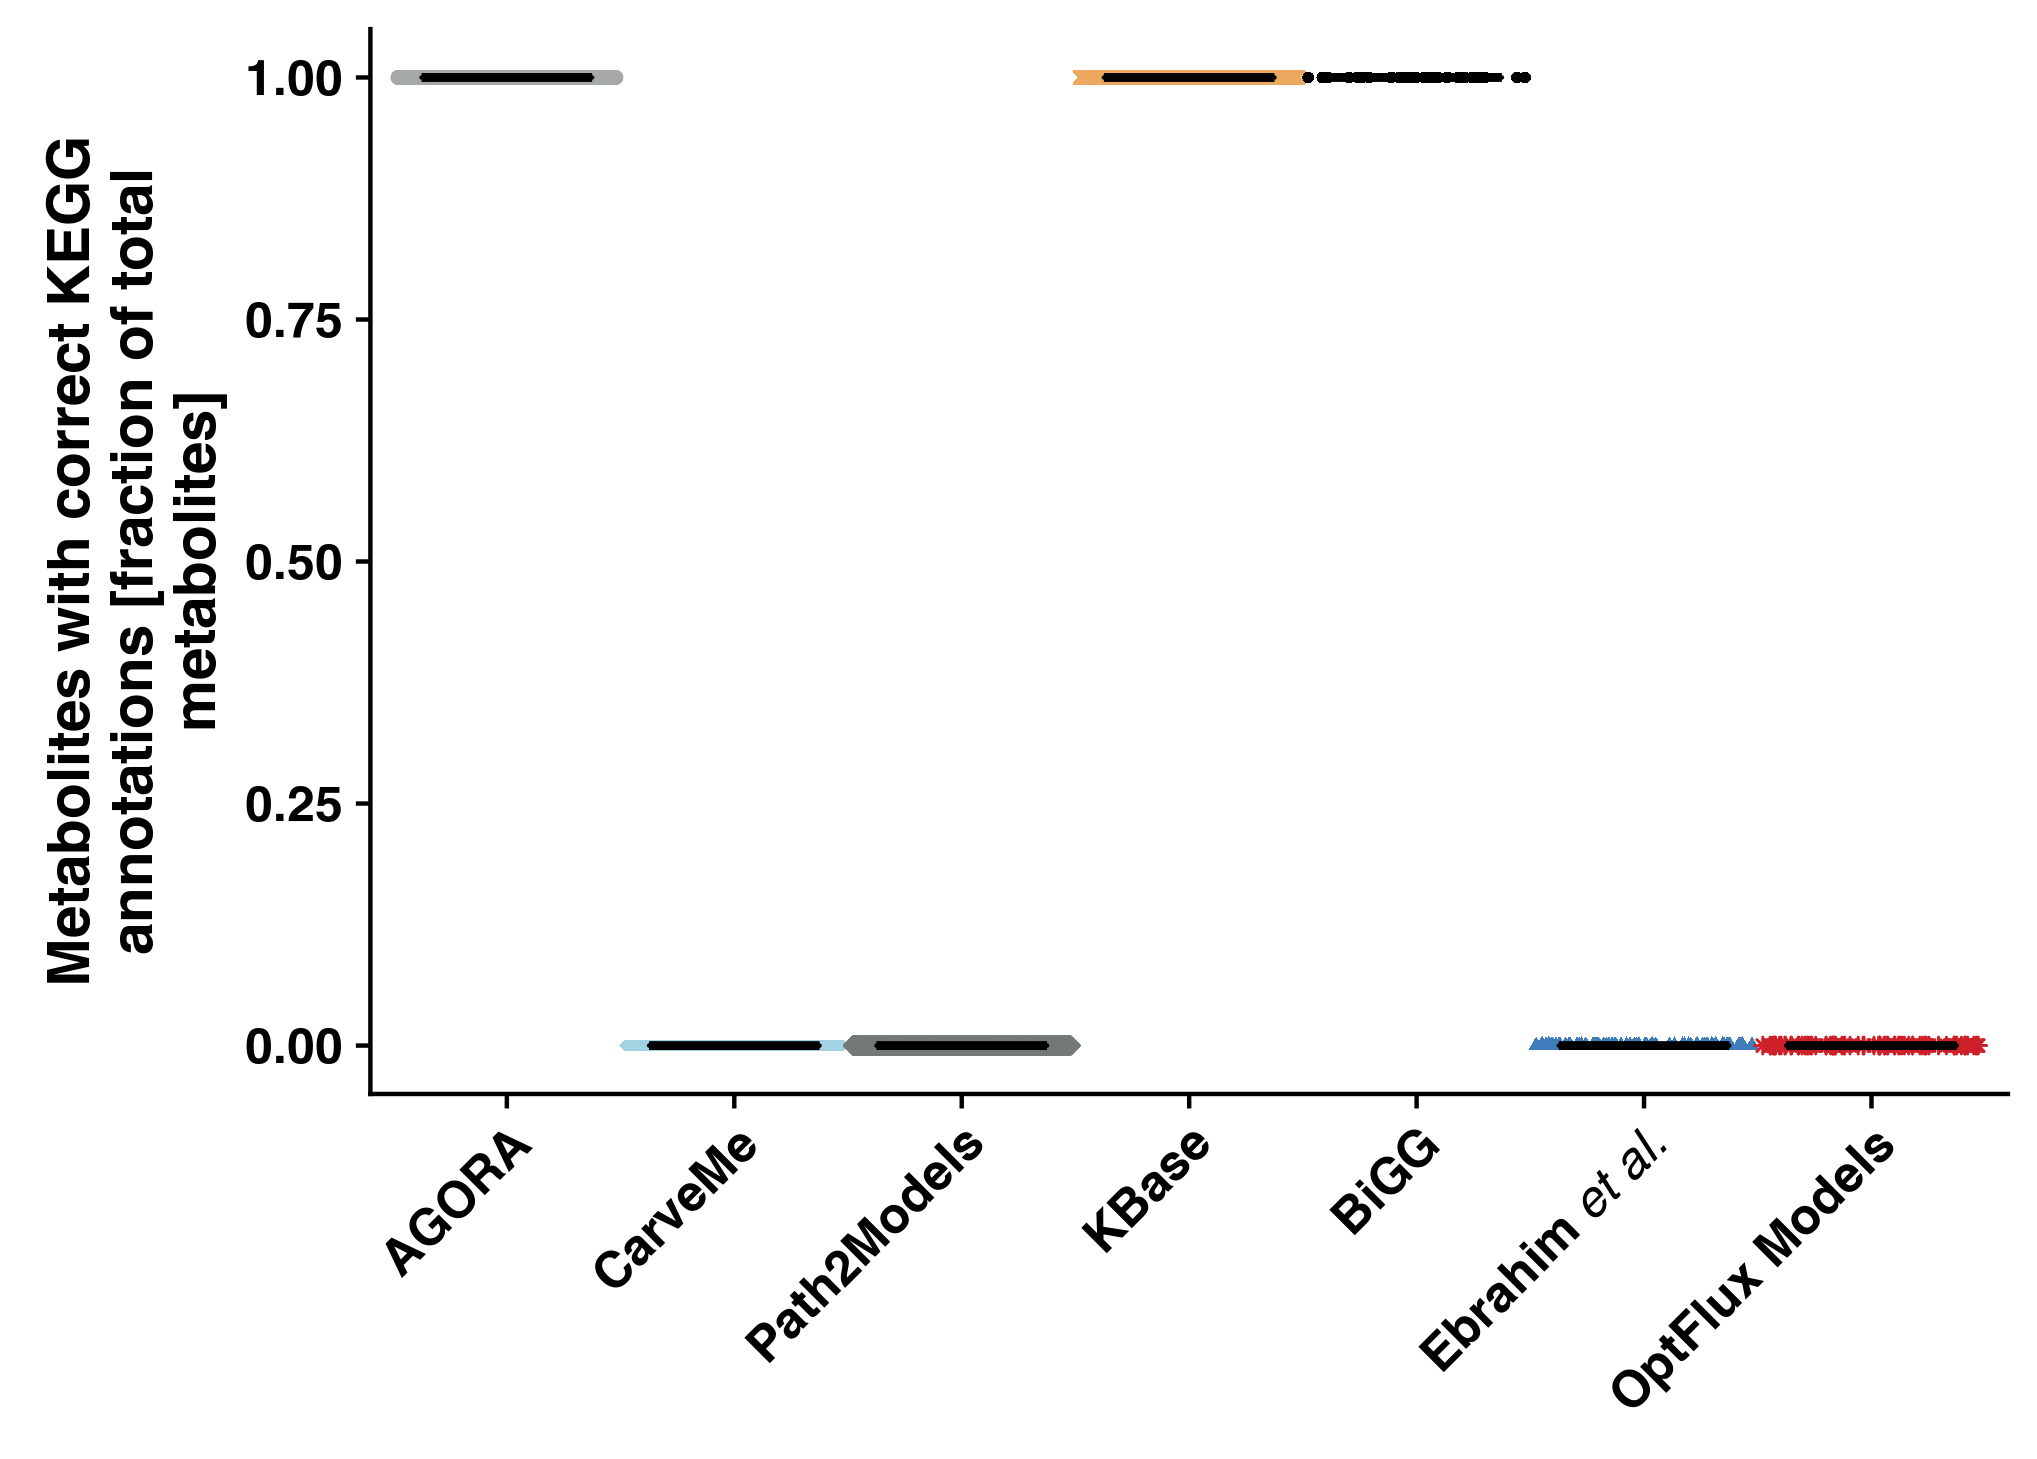 Metabolites with correct KEGG
annotations [fraction of total
metabolites]
1.00
0.75
0.50
0.25
0.00
AGORA
CarveMe
Path2Models
KBase
BiGG
Ebrahim et al.
OptFlux Models